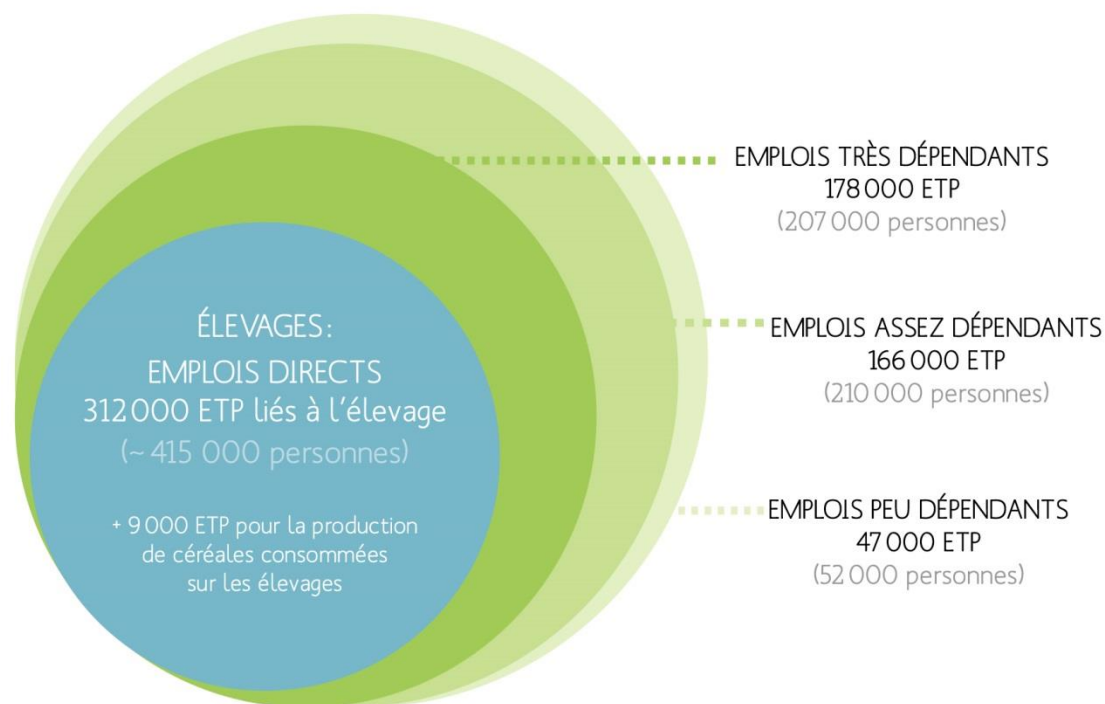 ÉLEVAGES:
EMPLOIS DIRECTS
312 000 ETP liés à l'élevage
(~ 415 000 personnes)
+ 9 000 ETP pour la production
de céréales consommées
sur les élevages
EMPLOIS TRÈS DÉPENDANTS
178 000 ETP
(207 000 personnes)
EMPLOIS ASSEZ DÉPENDANTS
166 000 ETP
(210 000 personnes)
EMPLOIS PEU DÉPENDANTS
47 000 ETP
(52 000 personnes)